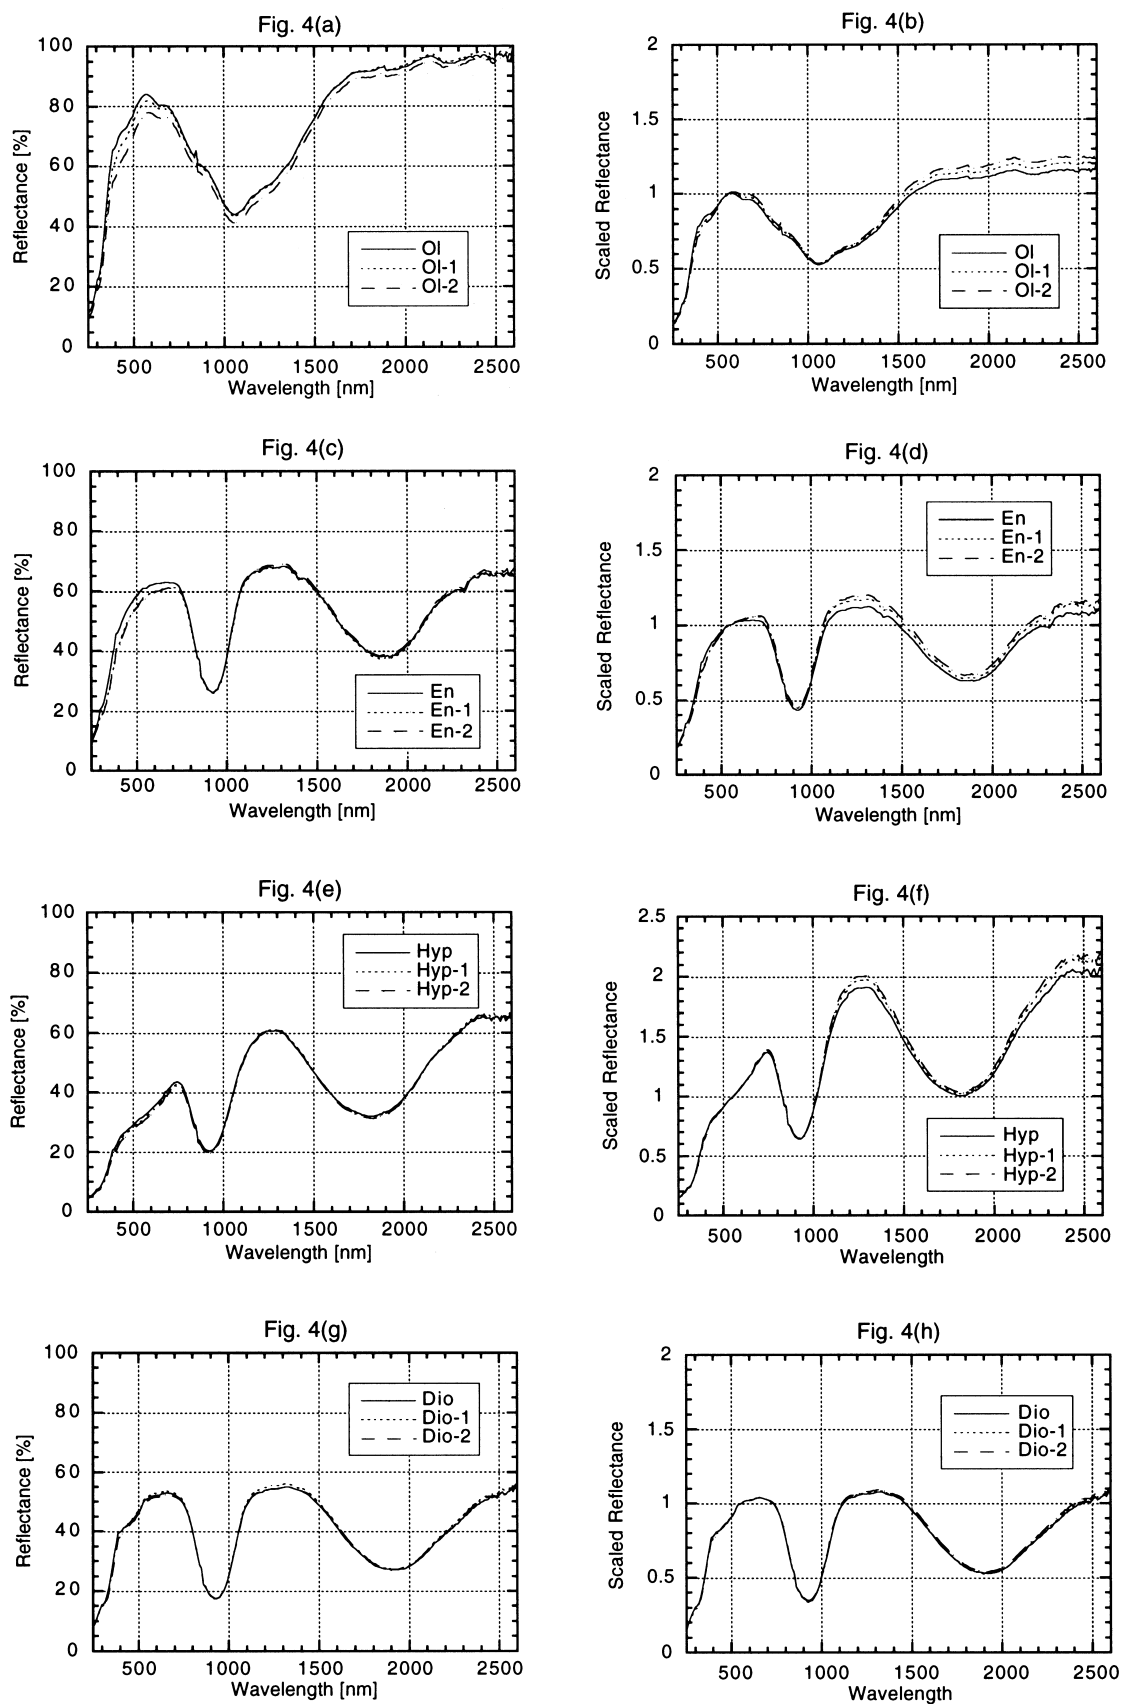 Fig. 4(a)
Reflectance [%]
100
80
60
40
20
0
Ol
Ol-1
Ol-2
500 1000 1500 2000 2500
Wavelength [nm]
Fig. 4(b)
Scaled Reflectance
2
1.5
1
0.5
0
Ol
Ol-1
Ol-2
500 1000 1500 2000 2500
Wavelength [nm]
Fig. 4(c)
Reflectance [%]
100
80
60
40
20
0
En
En-1
En-2
500 1000 1500 2000 2500
Wavelength [nm]
Fig. 4(d)
Scaled Reflectance
2
1.5
1
0.5
0
En
En-1
En-2
500 1000 1500 2000 2500
Wavelength [nm]
Fig. 4(e)
Reflectance [%]
100
80
60
40
20
0
Hyp
Hyp-1
Hyp-2
500 1000 1500 2000 2500
Wavelength [nm]
Fig. 4(f)
Scaled Reflectance
2.5
2
1.5
1
0.5
0
Hyp
Hyp-1
Hyp-2
500 1000 1500 2000 2500
Wavelength
Fig. 4(g)
Reflectance [%]
100
80
60
40
20
0
Dio
Dio-1
Dio-2
500 1000 1500 2000 2500
Wavelength [nm]
Fig. 4(h)
Scaled Reflectance
2
1.5
1
0.5
0
Dio
Dio-1
Dio-2
500 1000 1500 2000 2500
Wavelength